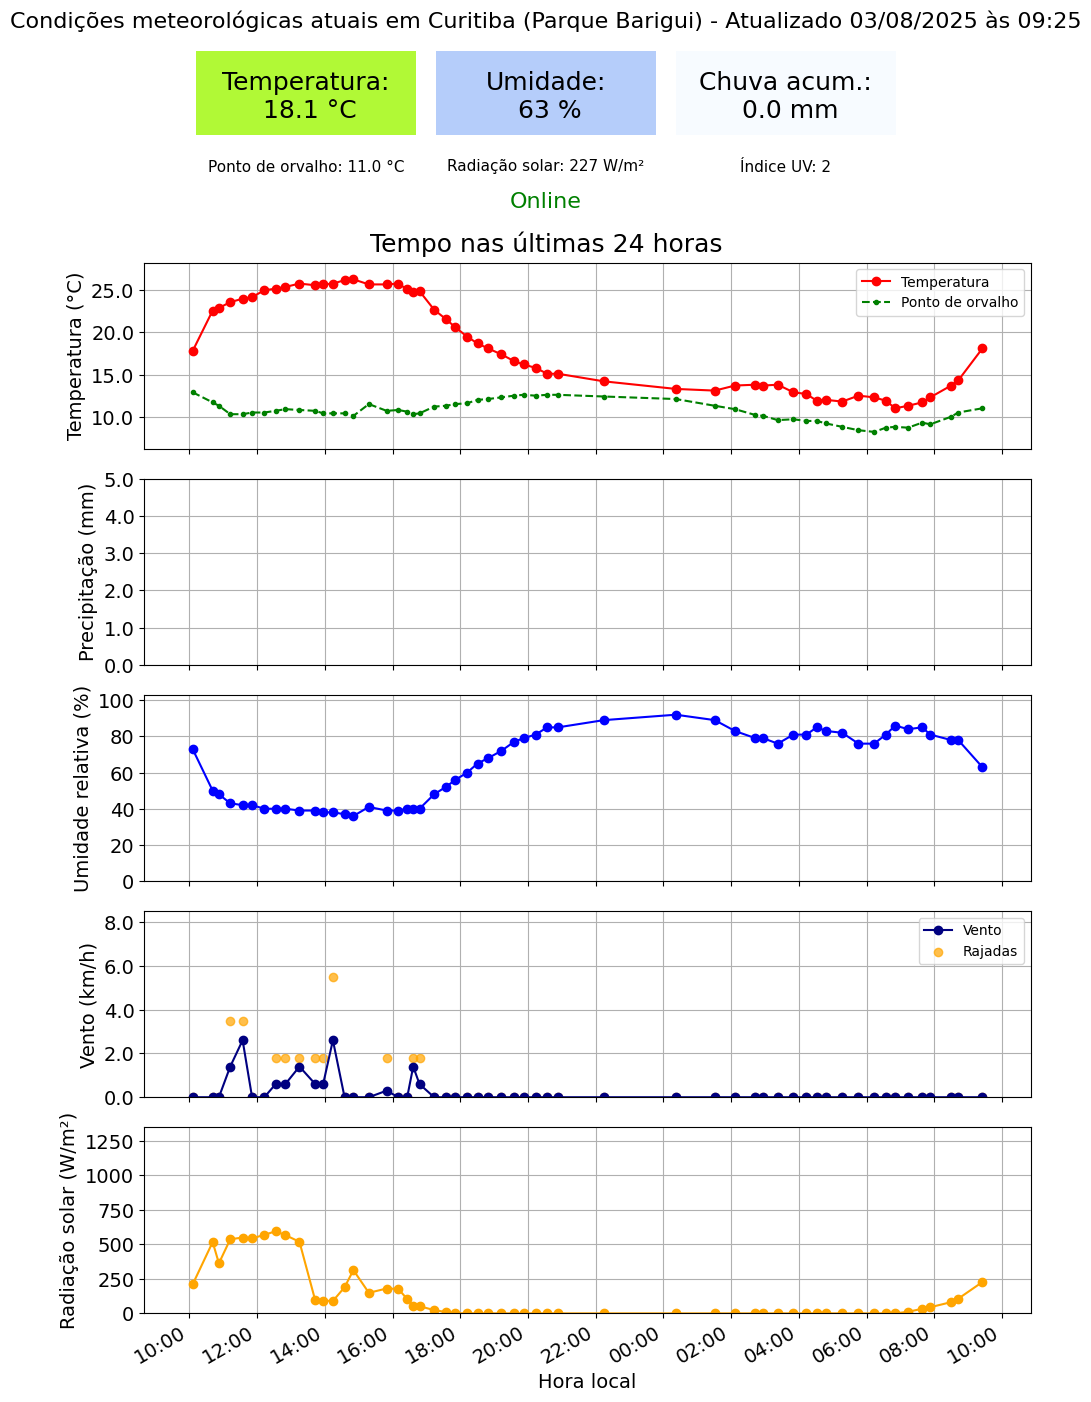 Condições meteorológicas atuais em Curitiba (Parque Barigui) - Atualizado 03/08/2025 às 09:25
Temperatura:
18.1 °C
Umidade:
63 %
Chuva acum.:
0.0 mm
Ponto de orvalho: 11.0 °C
Radiação solar: 227 W/m²
Índice UV: 2
Online
Tempo nas últimas 24 horas
Temperatura (°C)
25.0
20.0
15.0
10.0
Temperatura
Ponto de orvalho
Precipitação (mm)
5.0
4.0
3.0
2.0
1.0
0.0
Umidade relativa (%)
100
80
60
40
20
0
Vento (km/h)
8.0
6.0
4.0
2.0
0.0
Vento
Rajadas
Radiação solar (W/m²)
1250
1000
750
500
250
0
10:00
12:00
14:00
16:00
18:00
20:00
22:00
00:00
02:00
04:00
06:00
08:00
10:00
Hora local